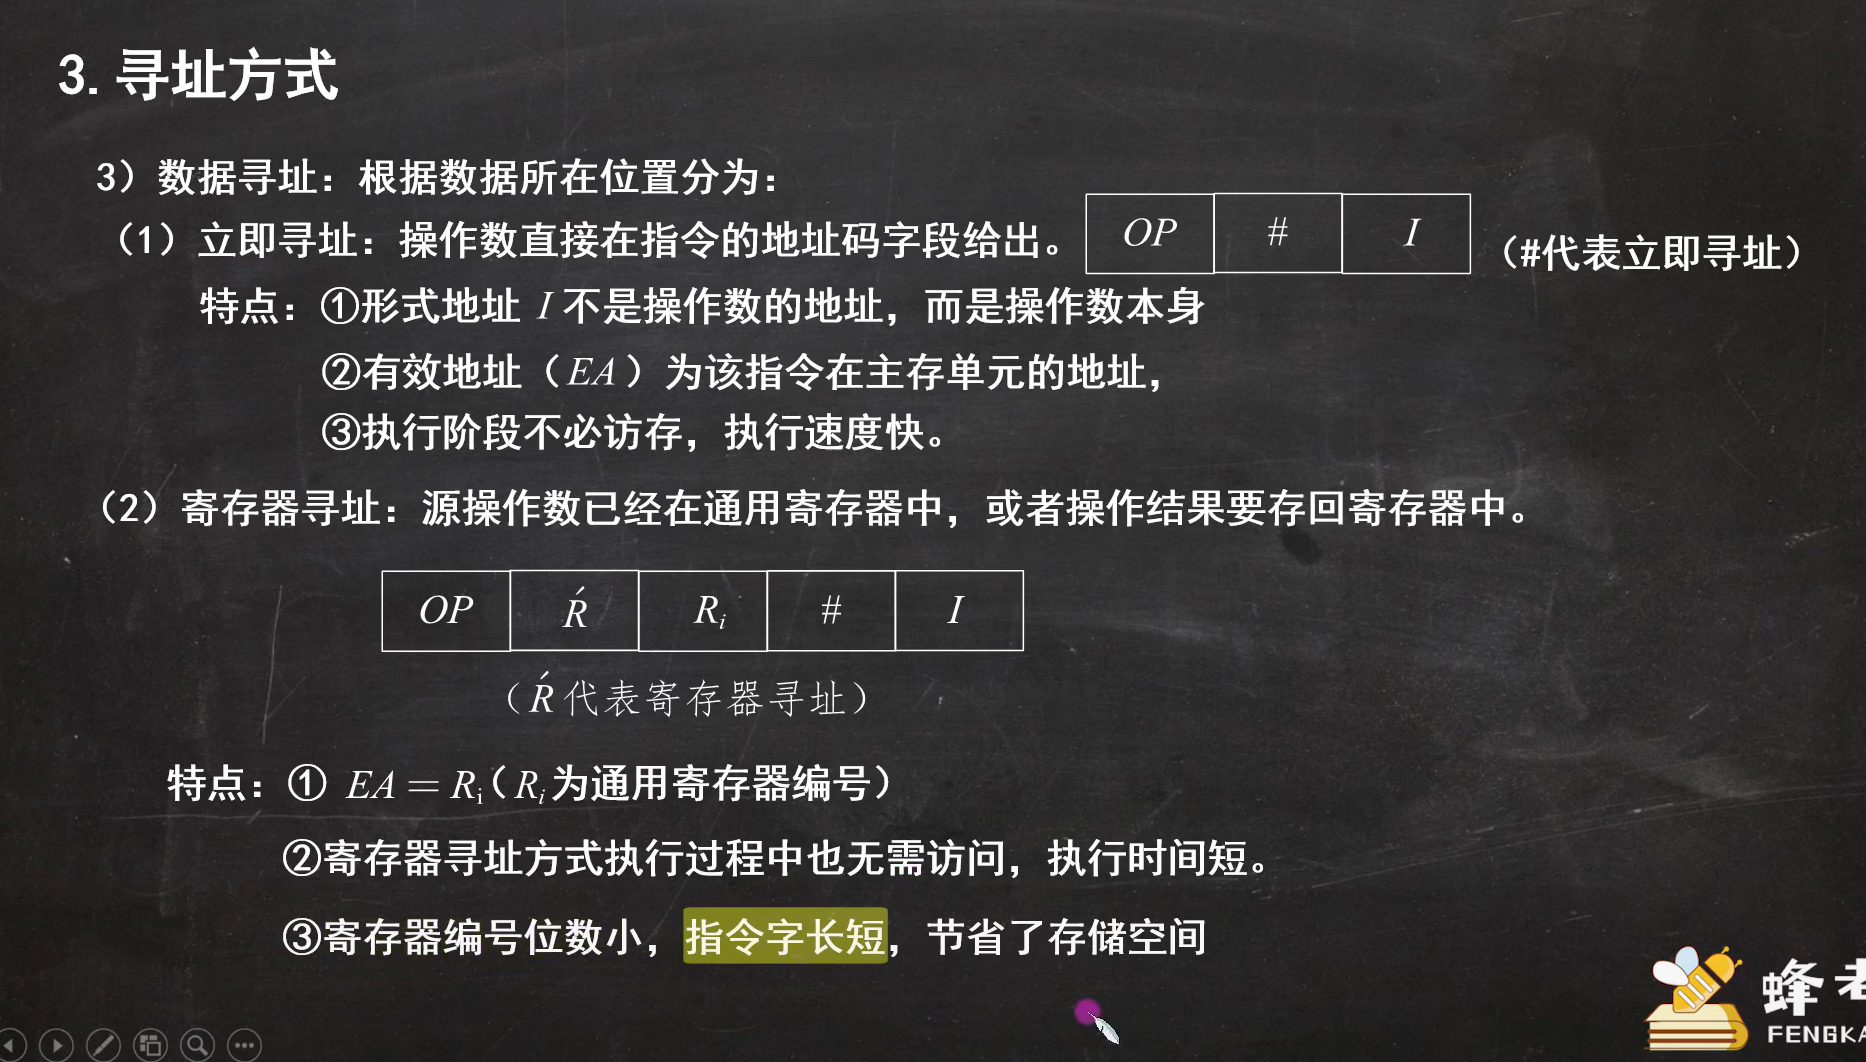 3. 寻址方式
3）数据寻址：根据数据所在位置分为：
（1）立即寻址：操作数直接在指令的地址码字段给出。
OP # I
（#代表立即寻址）
特点：①形式地址 I 不是操作数的地址，而是操作数本身
②有效地址（EA）为该指令在主存单元的地址，
③执行阶段不必访存，执行速度快。
（2）寄存器寻址：源操作数已经在通用寄存器中，或者操作结果要存回寄存器中。
OP Ŕ Rᵢ # I
（Ŕ 代表寄存器寻址）
特点：① EA = Rᵢ（Rᵢ 为通用寄存器编号）
②寄存器寻址方式执行过程中也无需访问，执行时间短。
③寄存器编号位数小，指令字长短，节省了存储空间
蜂
FENGKA